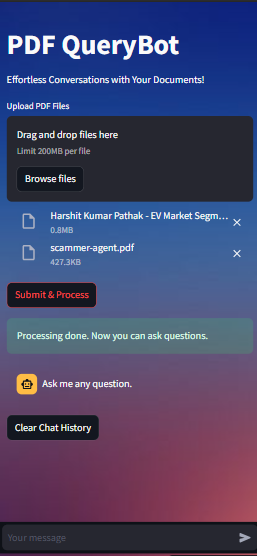 PDF QueryBot
Effortless Conversations with Your Documents!
Upload PDF Files
Drag and drop files here
Limit 200MB per file
Browse files
Harshit Kumar Pathak - EV Market Segm...
0.8MB
scammer-agent.pdf
427.3KB
Submit & Process
Processing done. Now you can ask questions.
Ask me any question.
Clear Chat History
Your message